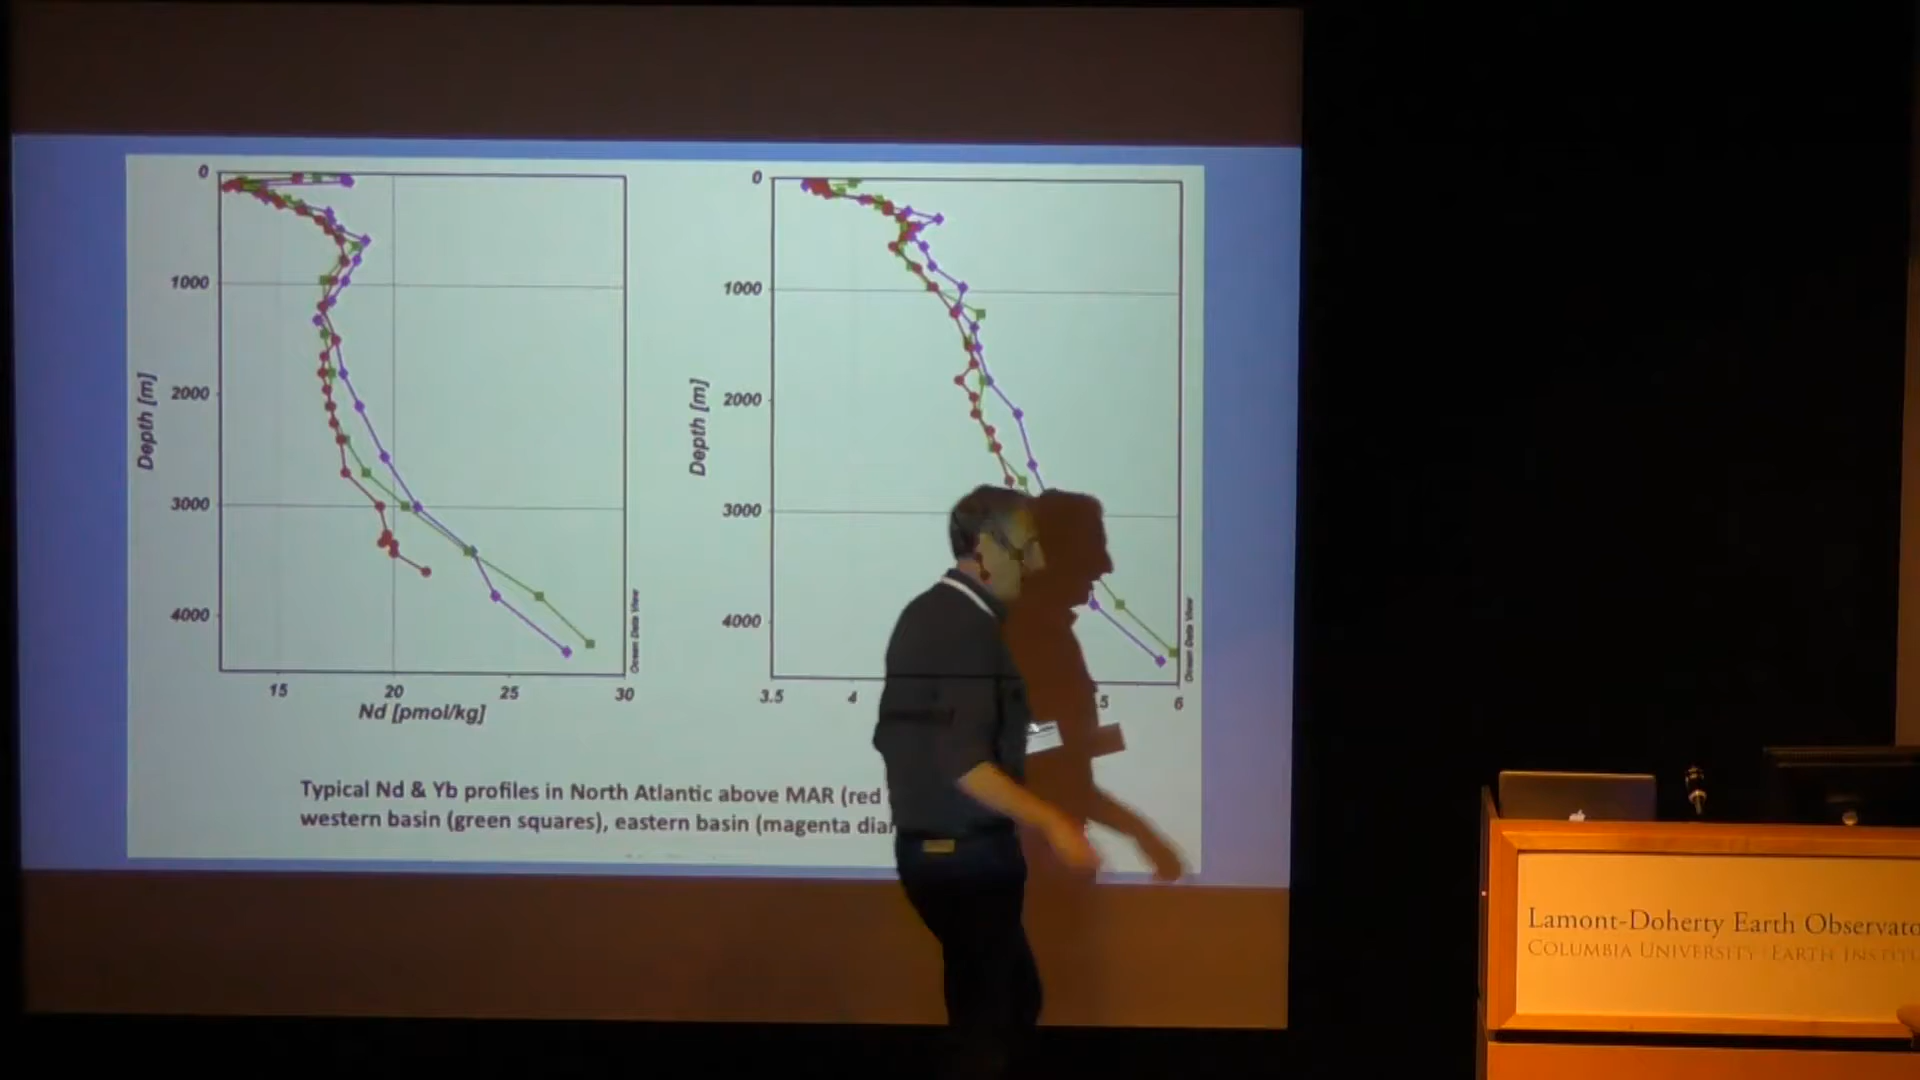 0
1000
2000
3000
4000
Depth [m]
15 20 25 30
Nd [pmol/kg]
Ocean Data View
0
1000
2000
3000
4000
Depth [m]
3.5 4 .5 6
Ocean Data View
Typical Nd & Yb profiles in North Atlantic above MAR (red
western basin (green squares), eastern basin (magenta dia
Lamont-Doherty Earth Observato
COLUMBIA UNIVERSITY | EARTH INSTITU